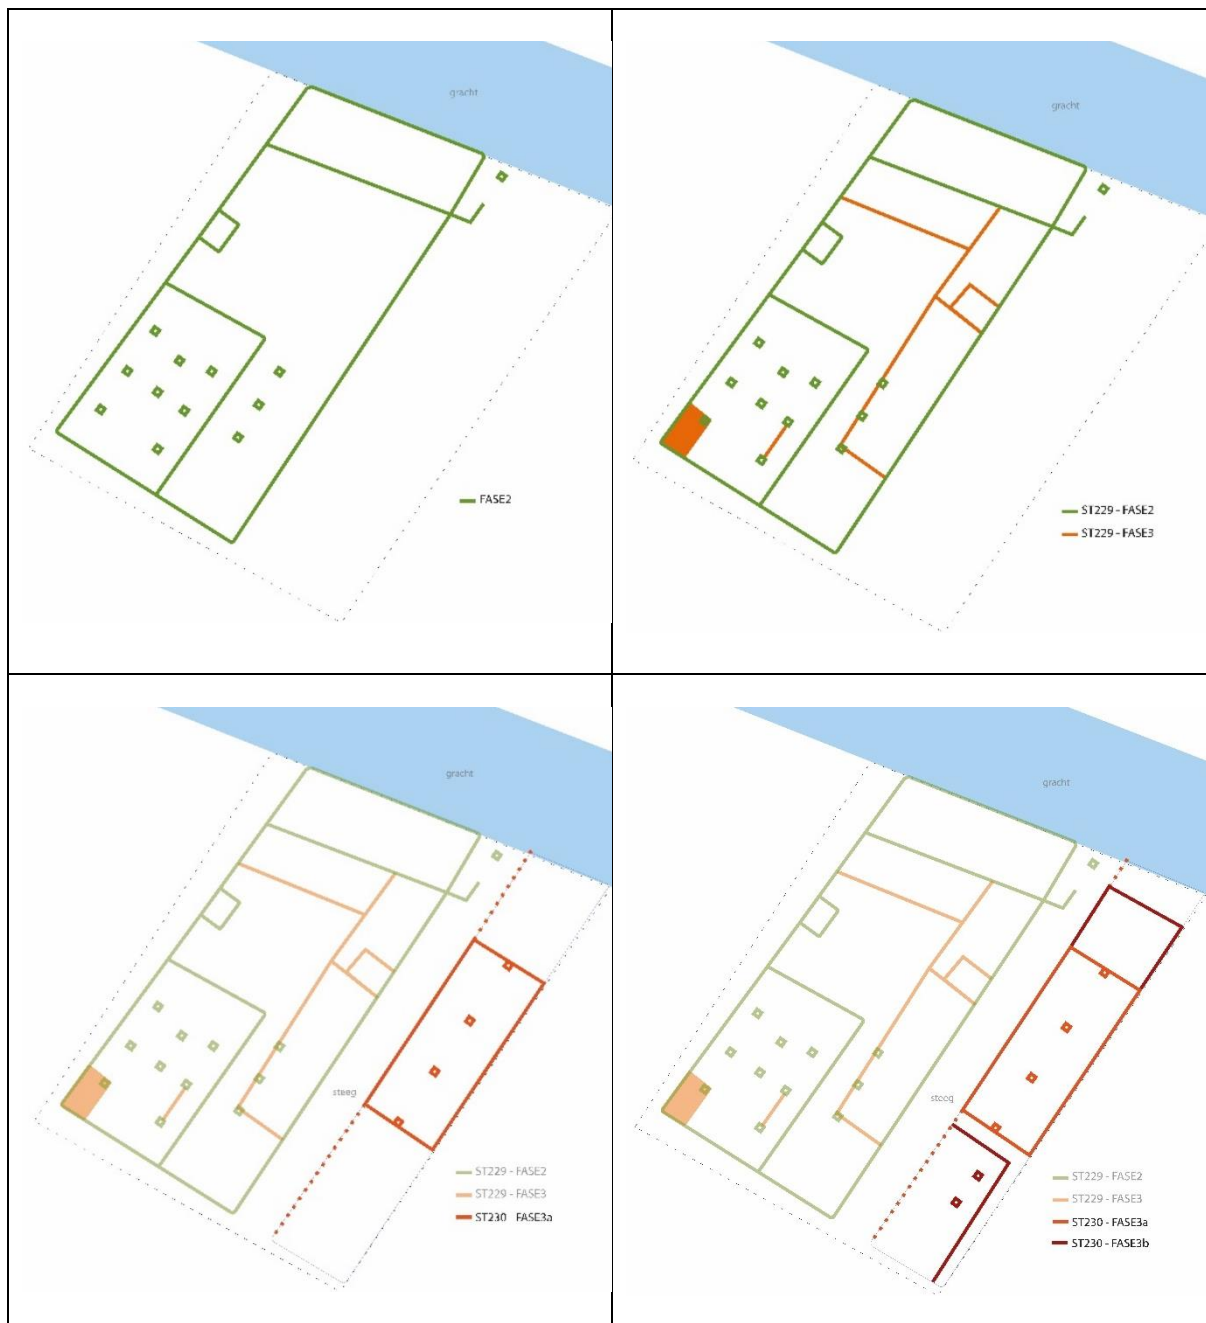 gracht
FASE2
gracht
ST229 - FASE2
ST229 - FASE3
gracht
steeg
ST229 - FASE2
ST229 - FASE3
ST230 FASE3a
gracht
steeg
ST229 - FASE2
ST229 - FASE3
ST230 - FASE3a
ST230 - FASE3b